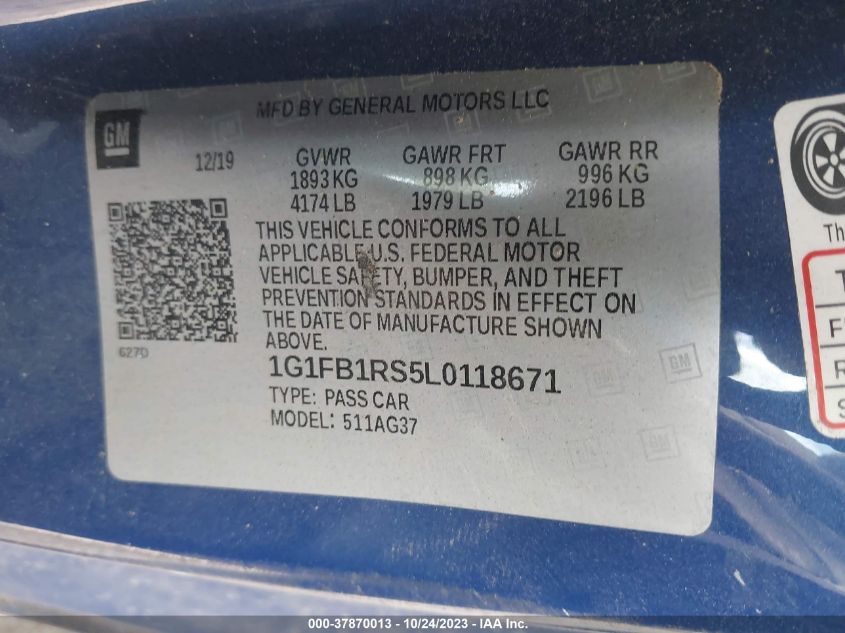 MFD BY GENERAL MOTORS LLC
GM
12/19
GVWR GAWR FRT GAWR RR
1893 KG 898 KG 996 KG
4174 LB 1979 LB 2196 LB
THIS VEHICLE CONFORMS TO ALL
APPLICABLE U.S. FEDERAL MOTOR
VEHICLE SAFETY, BUMPER, AND THEFT
PREVENTION STANDARDS IN EFFECT ON
THE DATE OF MANUFACTURE SHOWN
ABOVE.
627D
1G1FB1RS5L0118671
TYPE: PASS CAR
MODEL: 511AG37
GM
Th
T
F
R
S
000-37870013 - 10/24/2023 - IAA Inc.